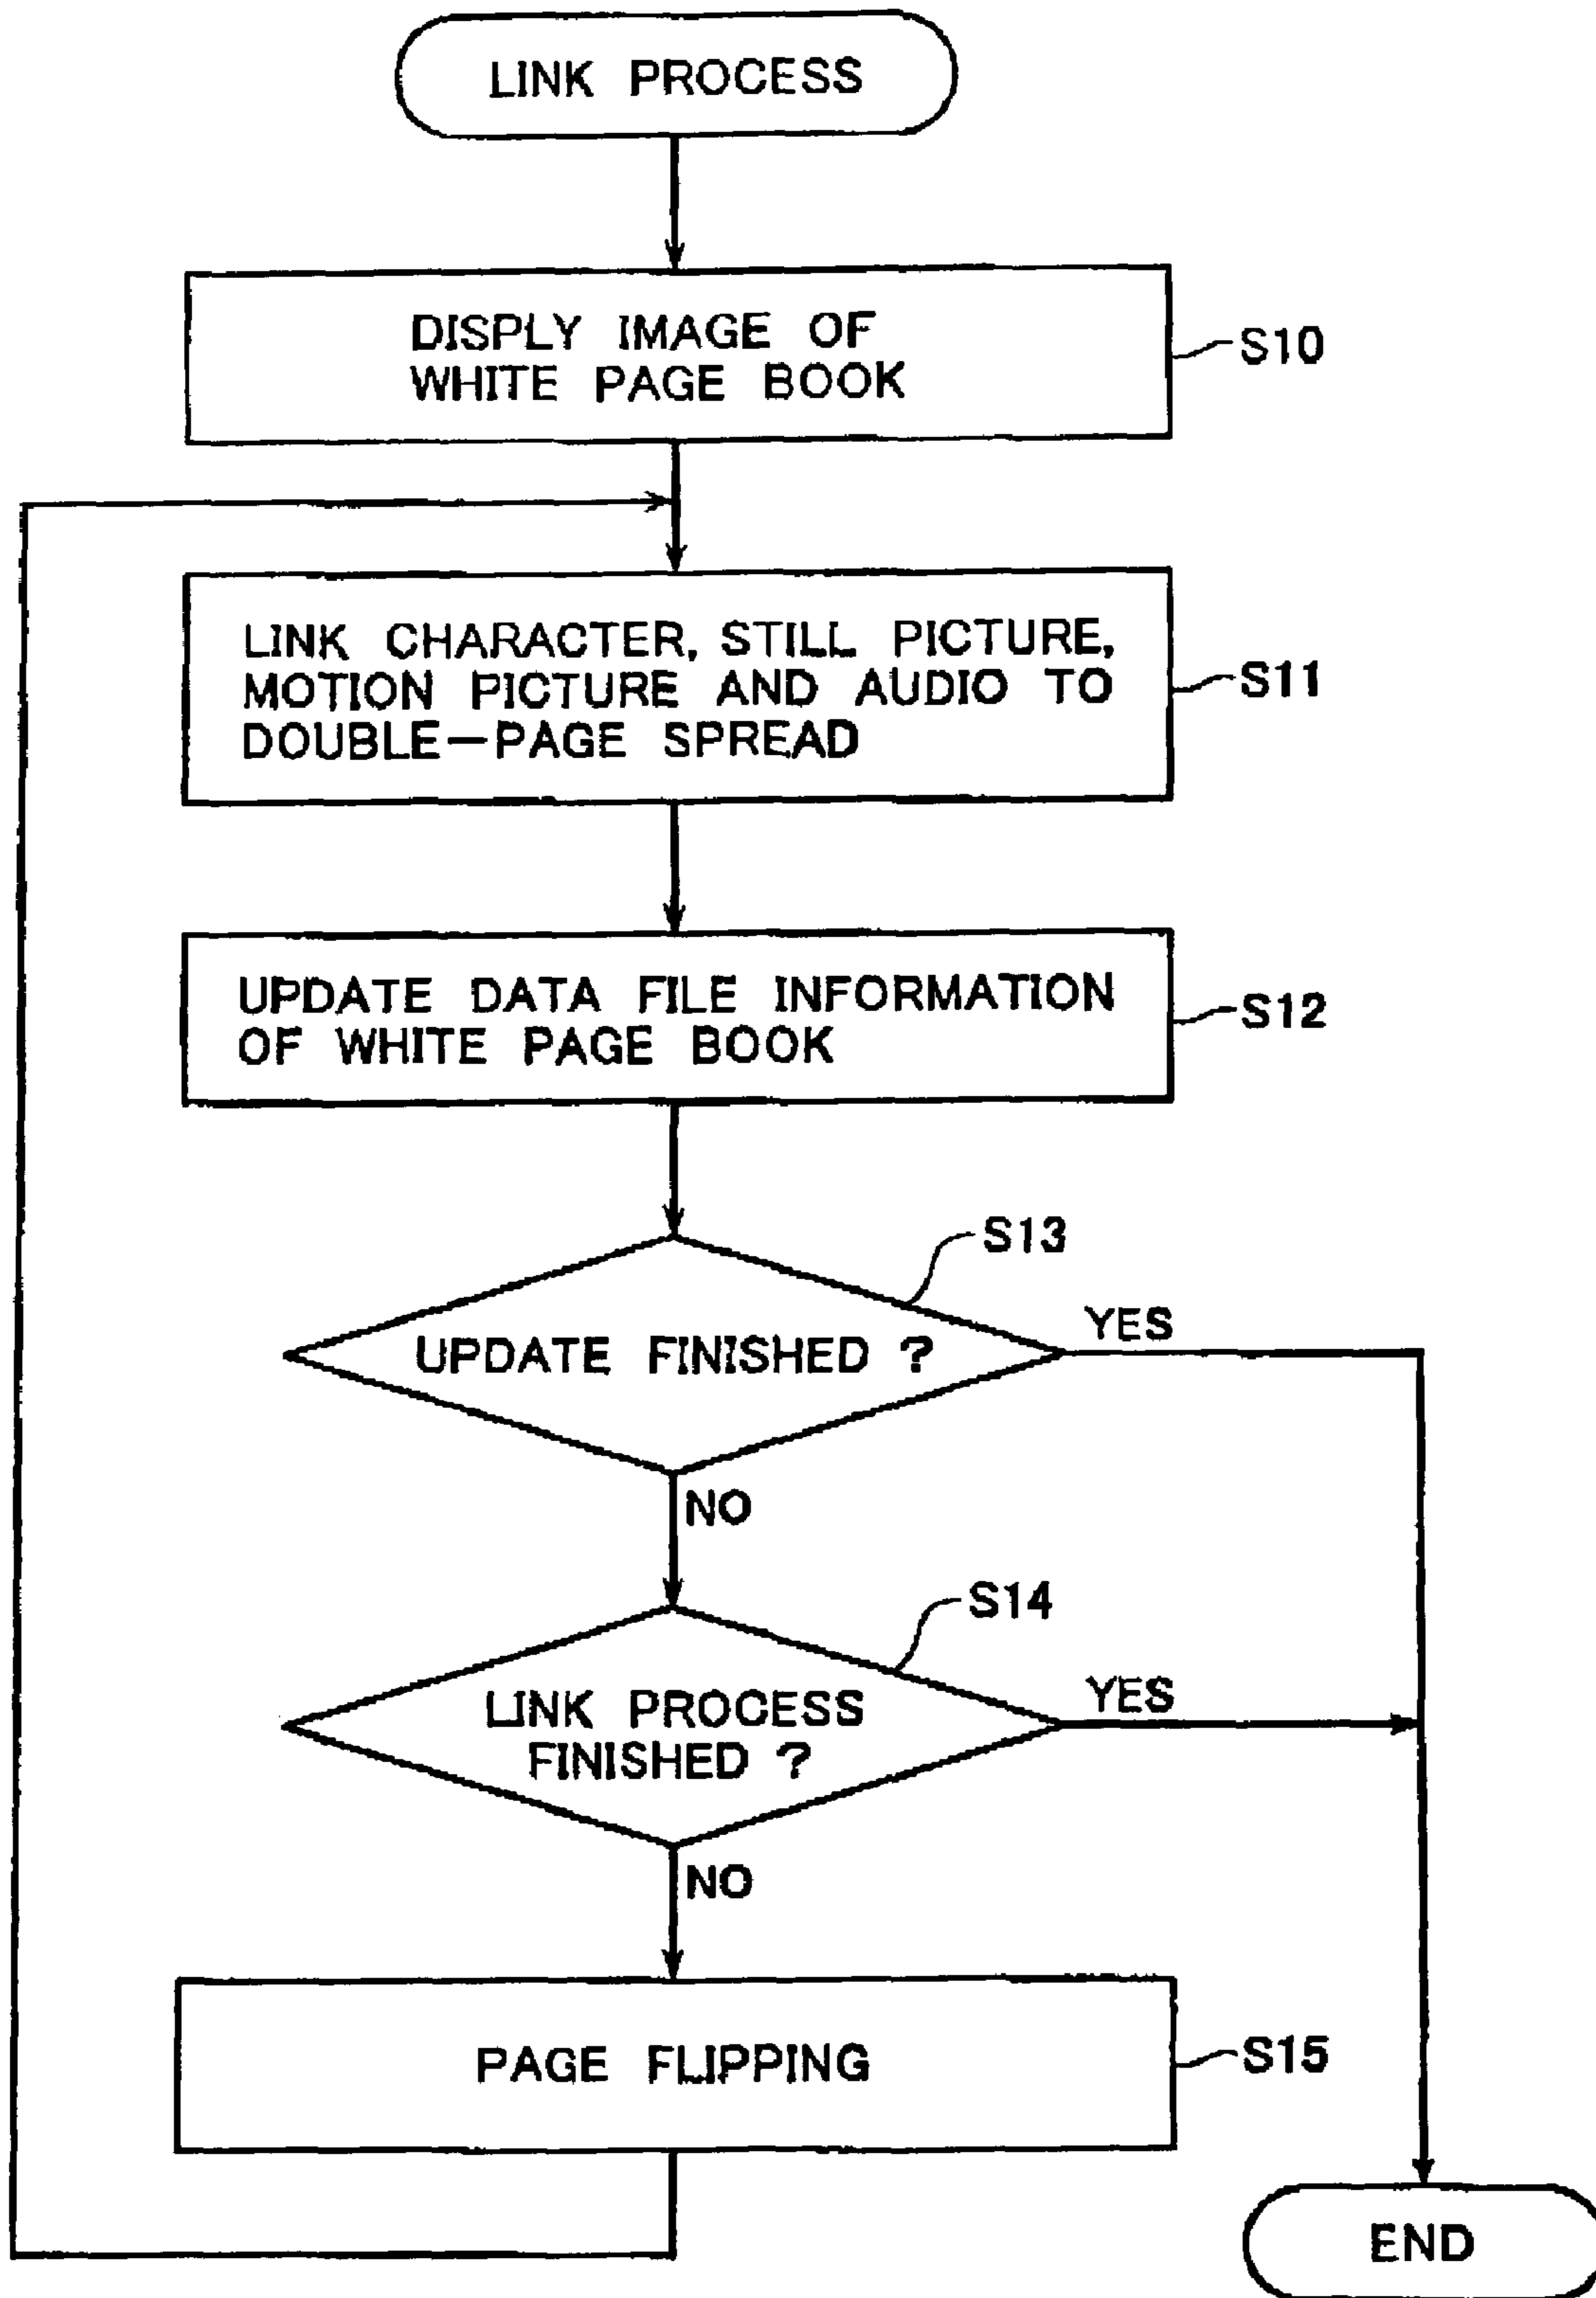 LINK PROCESS
DISPLY IMAGE OF
WHITE PAGE BOOK
S10
LINK CHARACTER, STILL PICTURE,
MOTION PICTURE AND AUDIO TO
DOUBLE—PAGE SPREAD
S11
UPDATE DATA FILE INFORMATION
OF WHITE PAGE BOOK
S12
S13
UPDATE FINISHED ?
YES
NO
S14
LINK PROCESS
FINISHED ?
YES
NO
PAGE FLIPPING
S15
END